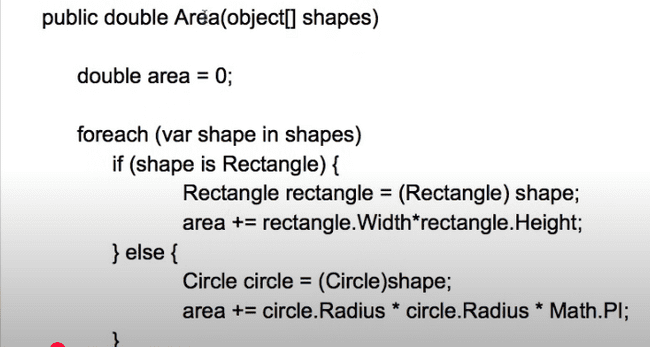 public double Area(object[] shapes)
double area = 0;
foreach (var shape in shapes)
if (shape is Rectangle) {
Rectangle rectangle = (Rectangle) shape;
area += rectangle.Width*rectangle.Height;
} else {
Circle circle = (Circle)shape;
area += circle.Radius * circle.Radius * Math.PI;
}